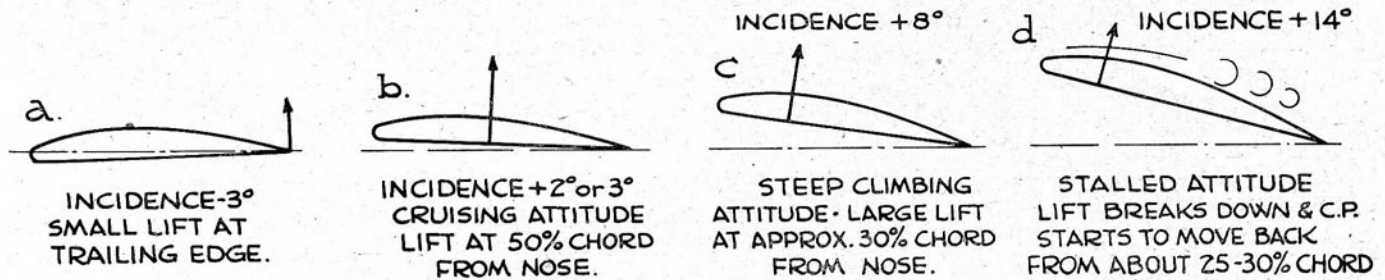 a.
INCIDENCE-3°
SMALL LIFT AT
TRAILING EDGE.
b.
INCIDENCE +2° or 3°
CRUISING ATTITUDE
LIFT AT 50% CHORD
FROM NOSE.
INCIDENCE +8°
c
STEEP CLIMBING
ATTITUDE · LARGE LIFT
AT APPROX. 30% CHORD
FROM NOSE.
d
INCIDENCE +14°
STALLED ATTITUDE
LIFT BREAKS DOWN & C.P.
STARTS TO MOVE BACK
FROM ABOUT 25-30% CHORD